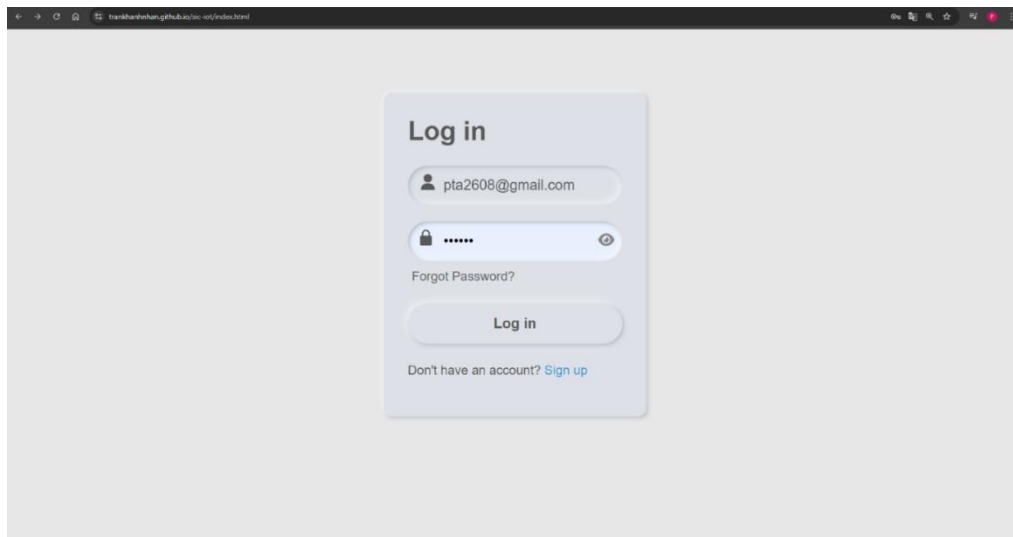 trankhanhnhan.github.io/sic-iot/index.html
Log in
pta2608@gmail.com
••••••
Forgot Password?
Log in
Don't have an account? Sign up